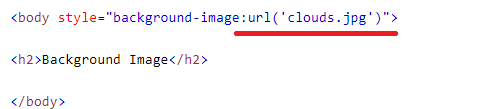 <body style="background-image:url('clouds.jpg')">
<h2>Background Image</h2>
</body>